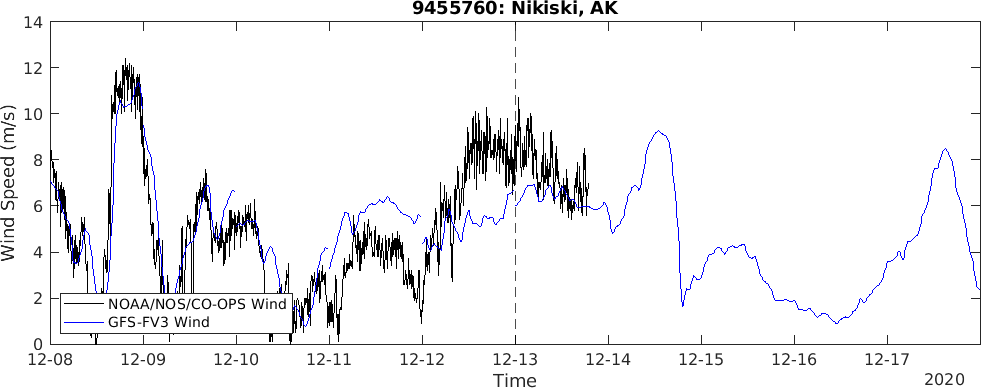 9455760: Nikiski, AK
14
12
10
8
6
4
2
0
Wind Speed (m/s)
NOAA/NOS/CO-OPS Wind
GFS-FV3 Wind
12-08 12-09 12-10 12-11 12-12 12-13 12-14 12-15 12-16 12-17
Time
2020